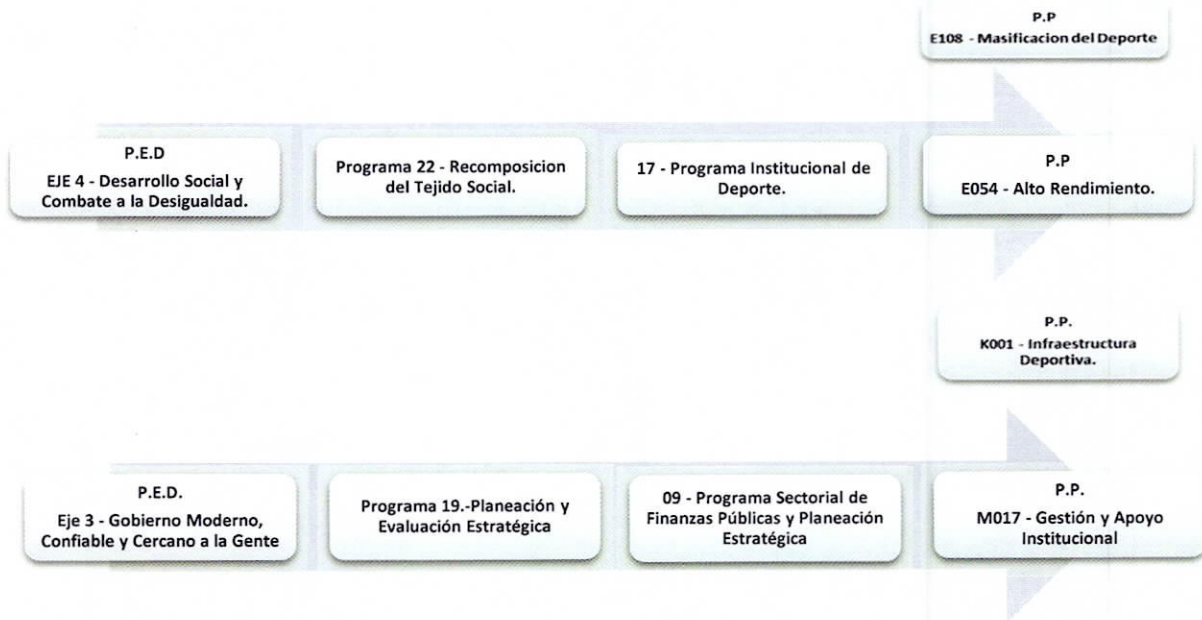 P.P
E108 - Masificacion del Deporte
P.E.D
EJE 4 - Desarrollo Social y
Combate a la Desigualdad.
Programa 22 - Recomposicion
del Tejido Social.
17 - Programa Institucional de
Deporte.
P.P
E054 - Alto Rendimiento.
P.P.
K001 - Infraestructura
Deportiva.
P.E.D.
Eje 3 - Gobierno Moderno,
Confiable y Cercano a la Gente
Programa 19.-Planeación y
Evaluación Estratégica
09 - Programa Sectorial de
Finanzas Públicas y Planeación
Estratégica
P.P.
M017 - Gestión y Apoyo
Institucional